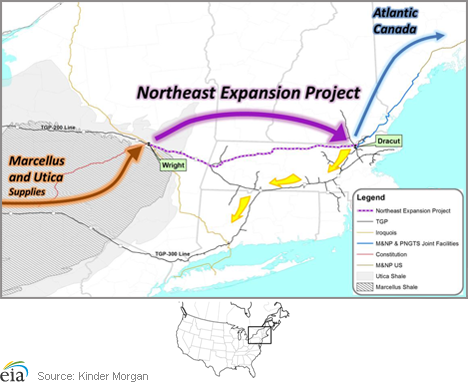 Atlantic
Canada
Northeast Expansion Project
TGP-200 Line
Dracut
Wright
Marcellus
and Utica
Supplies
TGP-300 Line
Legend
Northeast Expansion Project
TGP
Iroquois
M&NP & PNGTS Joint Facilities
Constitution
M&NP US
Utica Shale
Marcellus Shale
eia
Source: Kinder Morgan